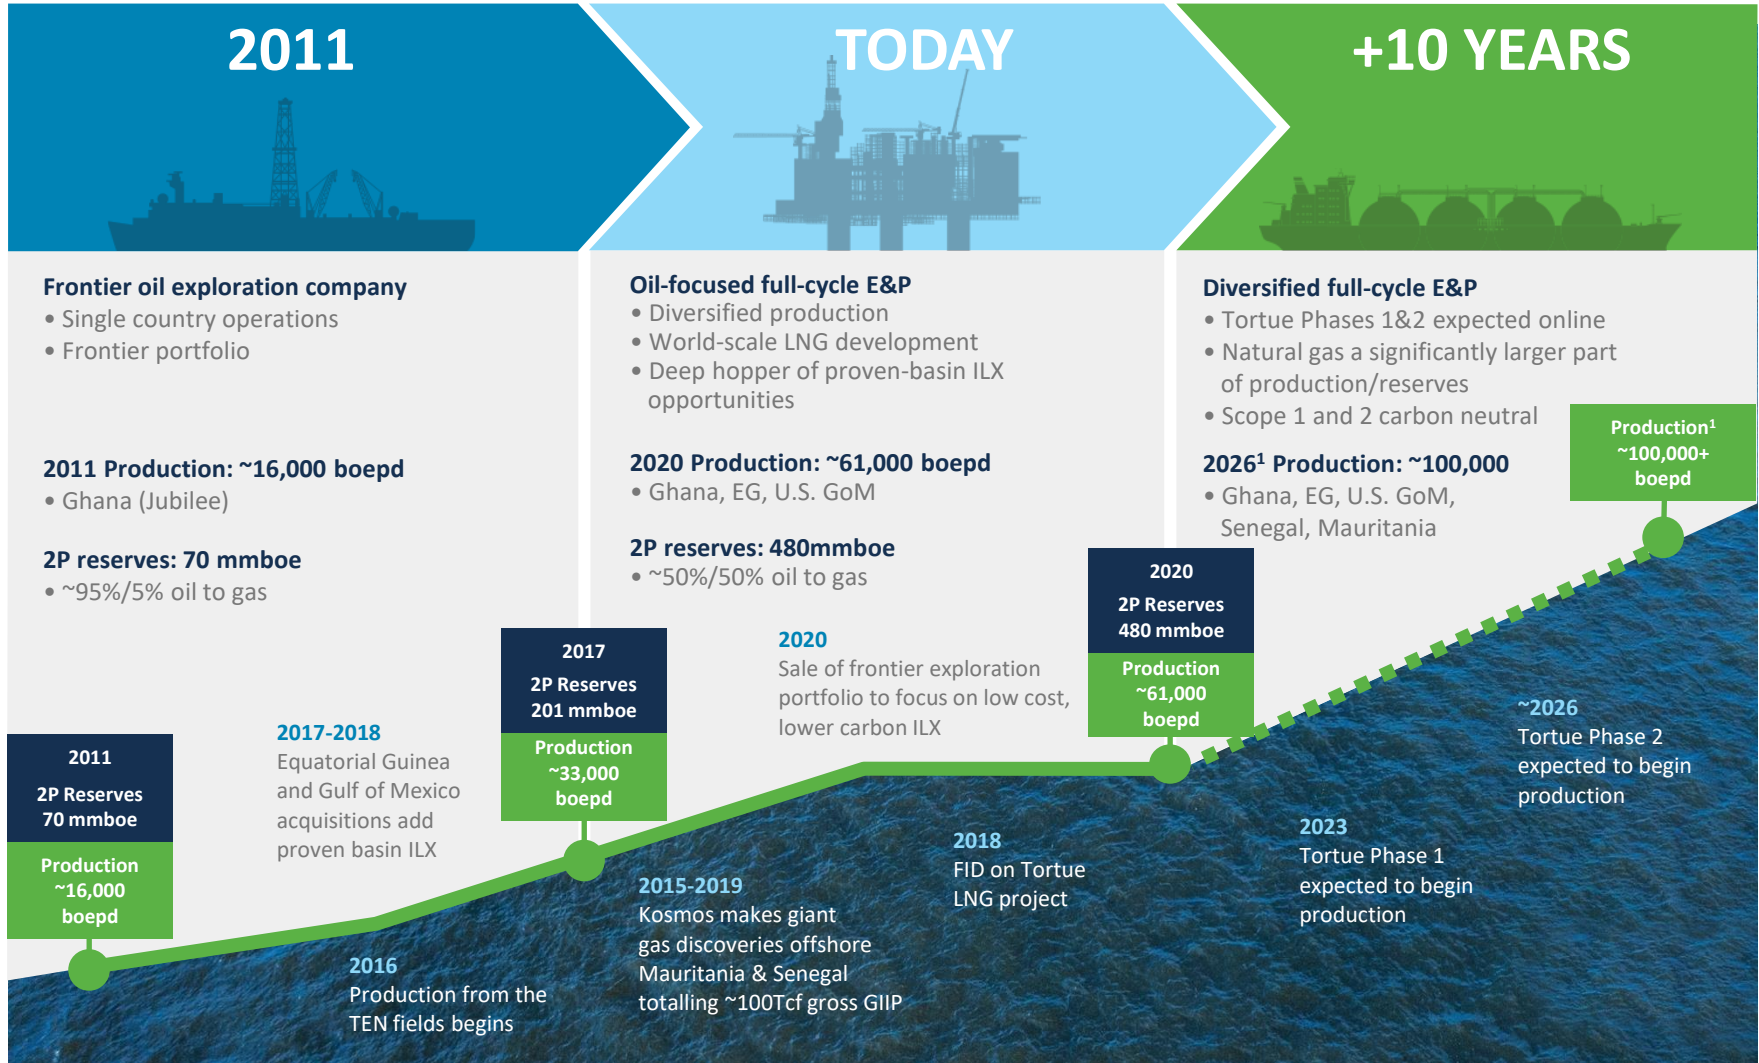 2011
TODAY
+10 YEARS
Frontier oil exploration company
• Single country operations
• Frontier portfolio
2011 Production: ~16,000 boepd
• Ghana (Jubilee)
2P reserves: 70 mmboe
• ~95%/5% oil to gas
Oil-focused full-cycle E&P
• Diversified production
• World-scale LNG development
• Deep hopper of proven-basin ILX
opportunities
2020 Production: ~61,000 boepd
• Ghana, EG, U.S. GoM
2P reserves: 480mmboe
• ~50%/50% oil to gas
Diversified full-cycle E&P
• Tortue Phases 1&2 expected online
• Natural gas a significantly larger part
of production/reserves
• Scope 1 and 2 carbon neutral
2026¹ Production: ~100,000
• Ghana, EG, U.S. GoM,
Senegal, Mauritania
Production¹
~100,000+
boepd
2011
2P Reserves
70 mmboe
Production
~16,000
boepd
2017-2018
Equatorial Guinea
and Gulf of Mexico
acquisitions add
proven basin ILX
2017
2P Reserves
201 mmboe
Production
~33,000
boepd
2020
Sale of frontier exploration
portfolio to focus on low cost,
lower carbon ILX
2020
2P Reserves
480 mmboe
Production
~61,000
boepd
2016
Production from the
TEN fields begins
2015-2019
Kosmos makes giant
gas discoveries offshore
Mauritania & Senegal
totalling ~100Tcf gross GIIP
2018
FID on Tortue
LNG project
2023
Tortue Phase 1
expected to begin
production
~2026
Tortue Phase 2
expected to begin
production